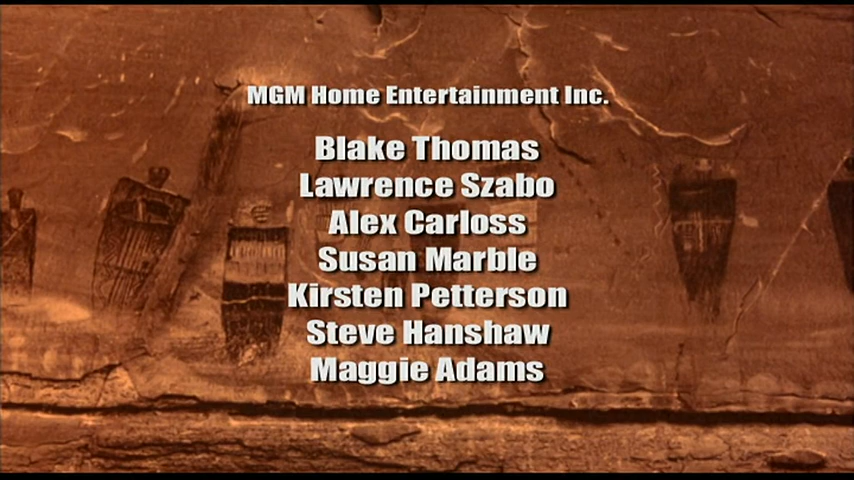 MGM Home Entertainment Inc.
Blake Thomas
Lawrence Szabo
Alex Carloss
Susan Marble
Kirsten Petterson
Steve Hanshaw
Maggie Adams